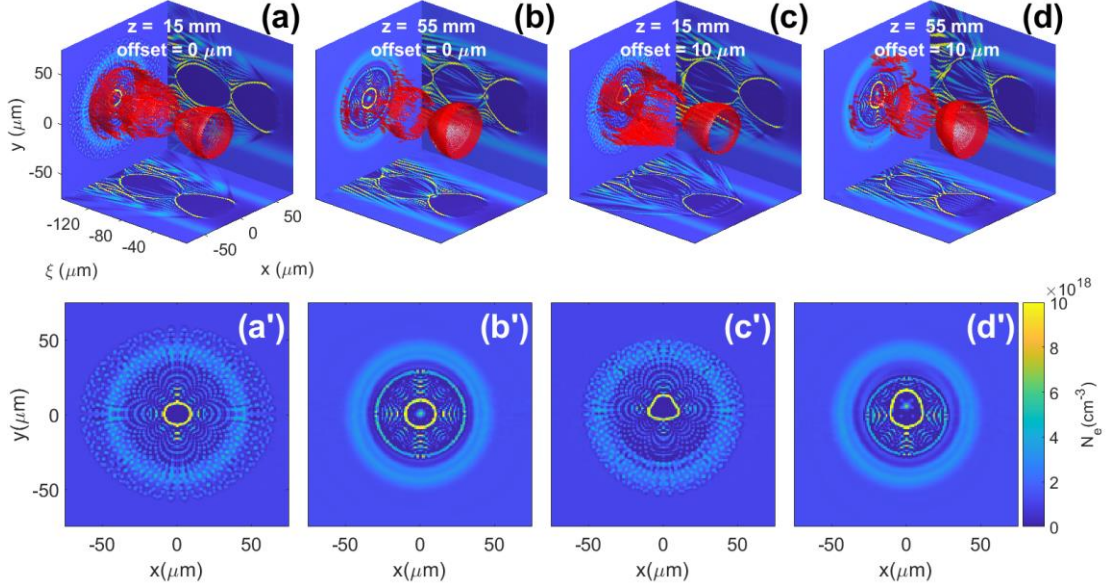 (a) (b) (c) (d)
z = 15 mm z = 55 mm z = 15 mm z = 55 mm
offset = 0 μm offset = 0 μm offset = 10 μm offset = 10 μm
y (μm)
50
0
-50
-120
-80
-40
ξ (μm)
-50
0
50
x (μm)
(a') (b') (c') (d')
y(μm)
50
0
-50
-50 0 50 -50 0 50 -50 0 50 -50 0 50
x(μm) x(μm) x(μm) x(μm)
×10¹⁸
10
8
6
4
2
0
Nₑ(cm⁻³)